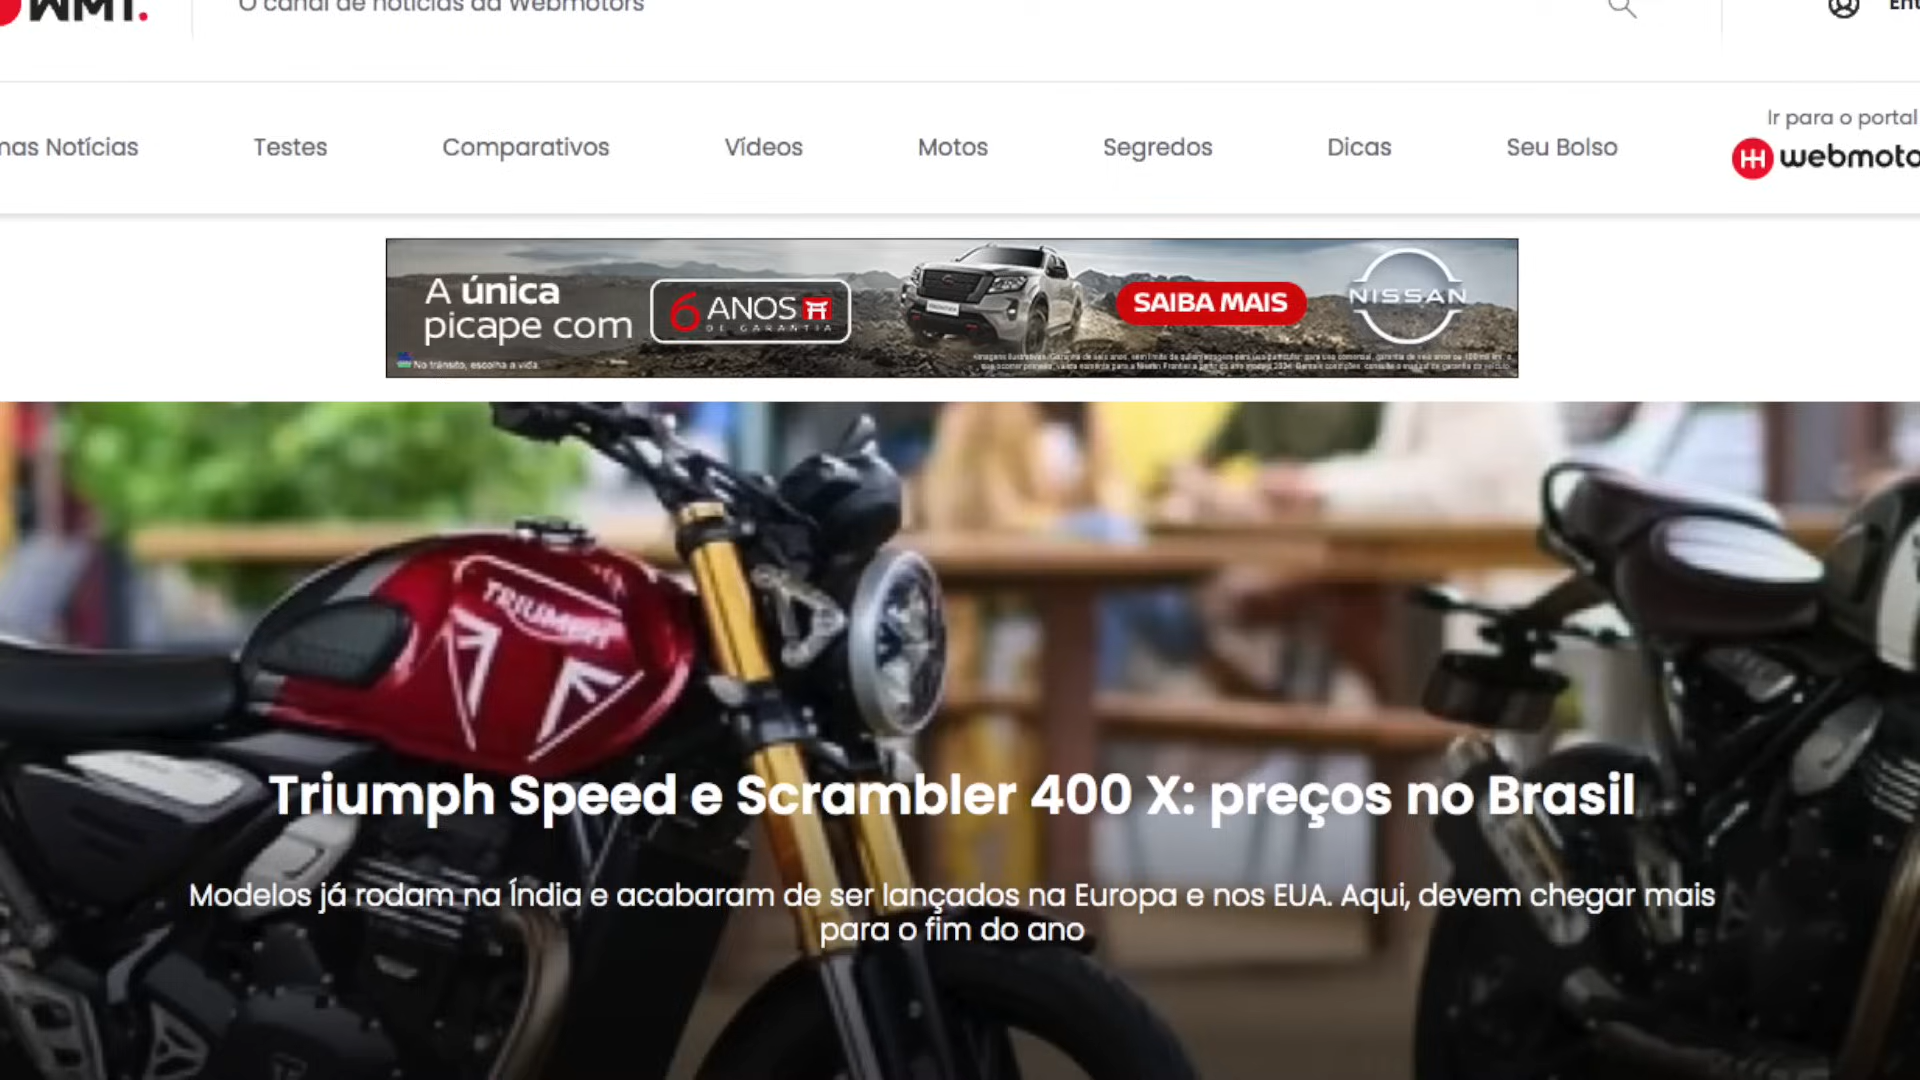 WM1.
O canal de notícias da Webmotors
mas Notícias
Testes
Comparativos
Vídeos
Motos
Segredos
Dicas
Seu Bolso
Ir para o portal
webmoto
A única
picape com
6 ANOS
DE GARANTIA
SAIBA MAIS
NISSAN
No trânsito, escolha a vida.
TRIUMPH
Triumph Speed e Scrambler 400 X: preços no Brasil
Modelos já rodam na Índia e acabaram de ser lançados na Europa e nos EUA. Aqui, devem chegar mais
para o fim do ano